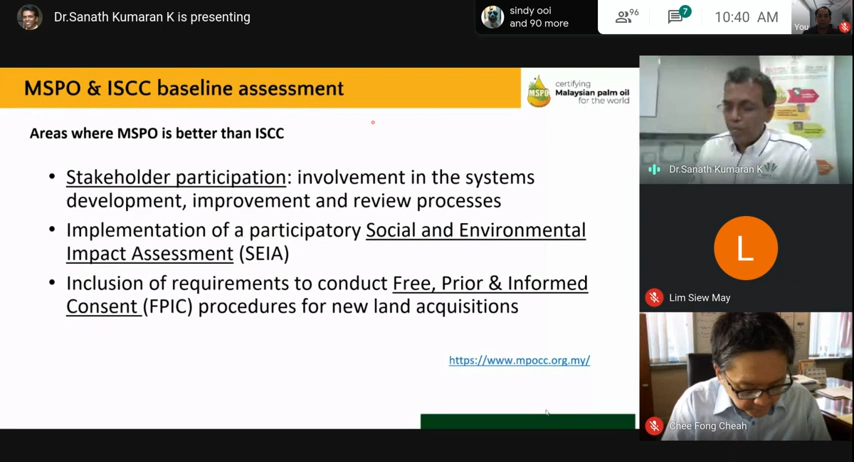 Dr.Sanath Kumaran K is presenting
sindy ooi
and 90 more
96
7
10:40 AM
You
MSPO & ISCC baseline assessment
MSPO
certifying
Malaysian palm oil
for the world
Areas where MSPO is better than ISCC
• Stakeholder participation: involvement in the systems
development, improvement and review processes
• Implementation of a participatory Social and Environmental
Impact Assessment (SEIA)
• Inclusion of requirements to conduct Free, Prior & Informed
Consent (FPIC) procedures for new land acquisitions
https://www.mpocc.org.my/
Dr.Sanath Kumaran K
L
Lim Siew May
Chee Fong Cheah